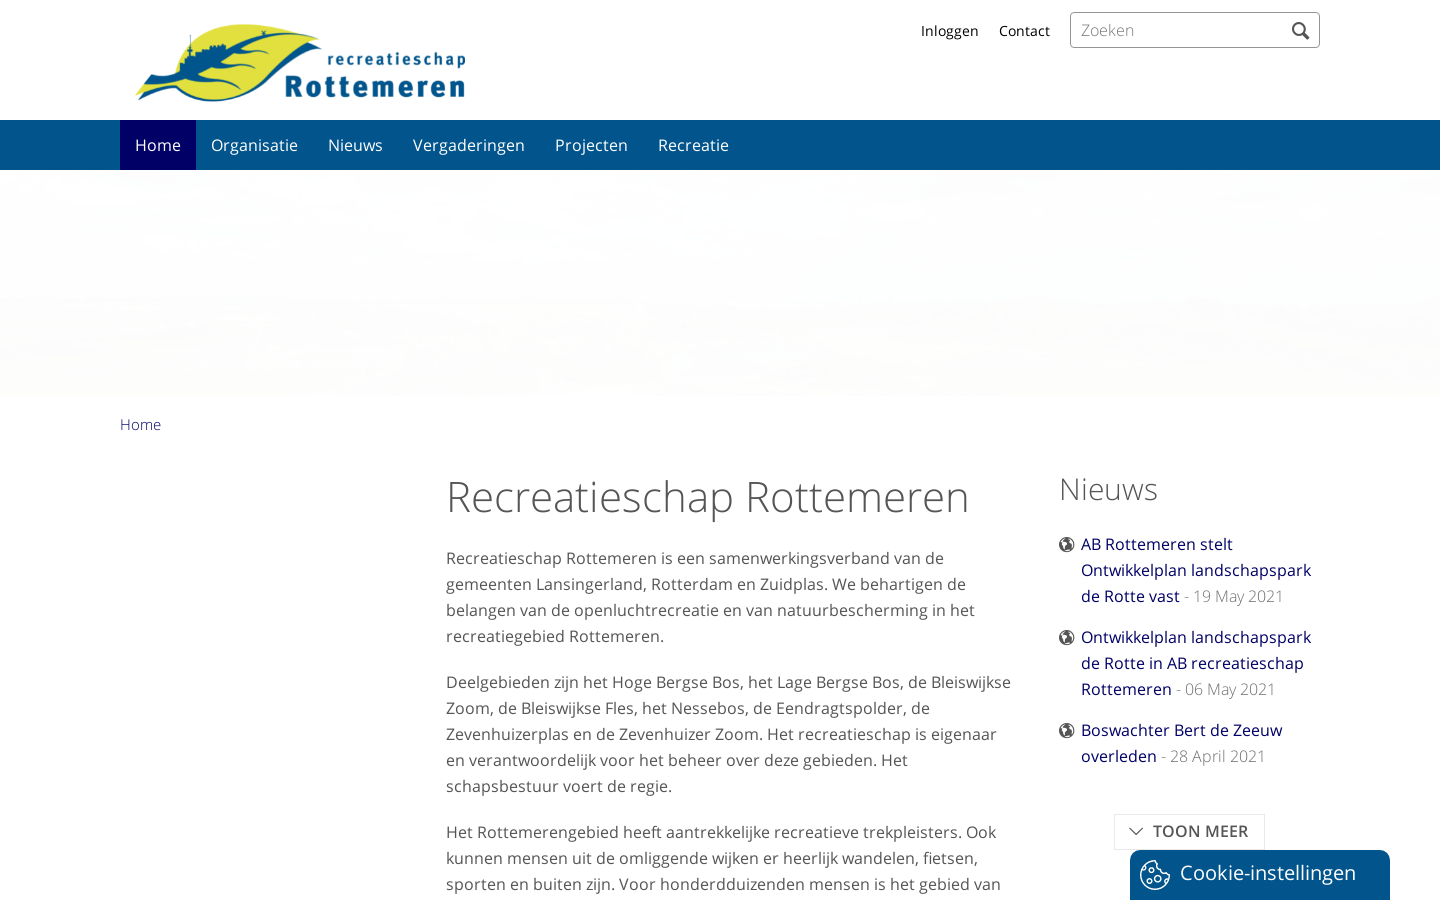 Inloggen
Contact
Zoeken
recreatieschap
Rottemeren
Home
Organisatie
Nieuws
Vergaderingen
Projecten
Recreatie
Home
Recreatieschap Rottemeren
Recreatieschap Rottemeren is een samenwerkingsverband van de
gemeenten Lansingerland, Rotterdam en Zuidplas. We behartigen de
belangen van de openluchtrecreatie en van natuurbescherming in het
recreatiegebied Rottemeren.
Deelgebieden zijn het Hoge Bergse Bos, het Lage Bergse Bos, de Bleiswijkse
Zoom, de Bleiswijkse Fles, het Nessebos, de Eendragtspolder, de
Zevenhuizerplas en de Zevenhuizer Zoom. Het recreatieschap is eigenaar
en verantwoordelijk voor het beheer over deze gebieden. Het
schapsbestuur voert de regie.
Het Rottemerengebied heeft aantrekkelijke recreatieve trekpleisters. Ook
kunnen mensen uit de omliggende wijken er heerlijk wandelen, fietsen,
sporten en buiten zijn. Voor honderdduizenden mensen is het gebied van
Nieuws
AB Rottemeren stelt
Ontwikkelplan landschapspark
de Rotte vast - 19 May 2021
Ontwikkelplan landschapspark
de Rotte in AB recreatieschap
Rottemeren - 06 May 2021
Boswachter Bert de Zeeuw
overleden - 28 April 2021
TOON MEER
Cookie-instellingen